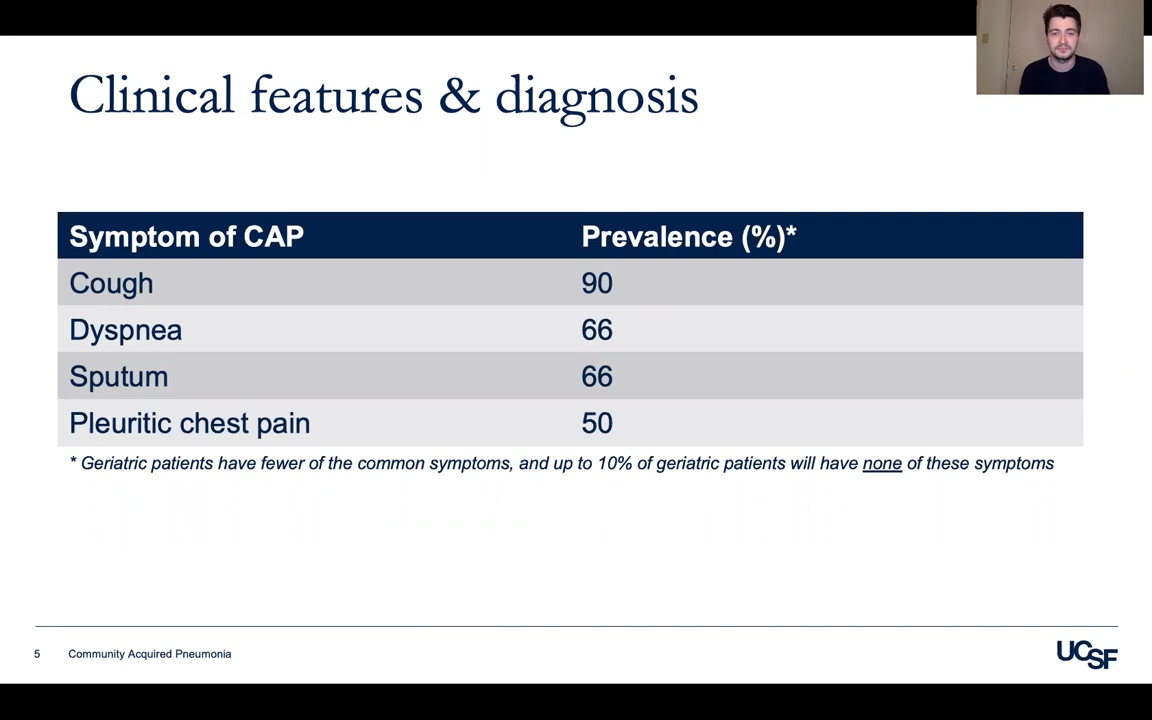 Clinical features & diagnosis
Symptom of CAP Prevalence (%)*
Cough 90
Dyspnea 66
Sputum 66
Pleuritic chest pain 50
* Geriatric patients have fewer of the common symptoms, and up to 10% of geriatric patients will have none of these symptoms
5 Community Acquired Pneumonia
UCSF